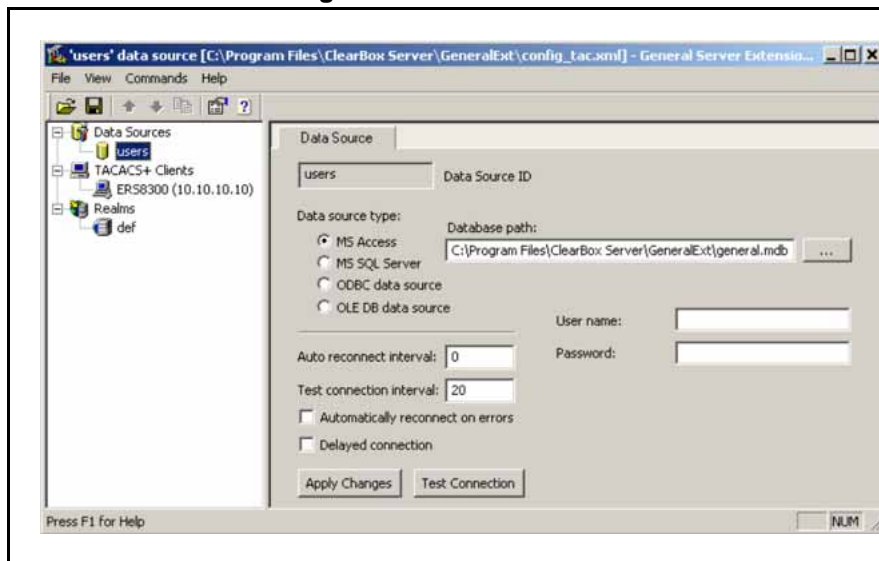 'users' data source [C:\Program Files\ClearBox Server\GeneralExt\config_tac.xml] - General Server Extensio...
File View Commands Help
Data Sources
users
TACACS+ Clients
ERS8300 (10.10.10.10)
Realms
def
Data Source
users Data Source ID
Data source type:
MS Access
MS SQL Server
ODBC data source
OLE DB data source
Database path:
C:\Program Files\ClearBox Server\GeneralExt\general.mdb ...
User name:
Password:
Auto reconnect interval: 0
Test connection interval: 20
Automatically reconnect on errors
Delayed connection
Apply Changes Test Connection
Press F1 for Help NUM